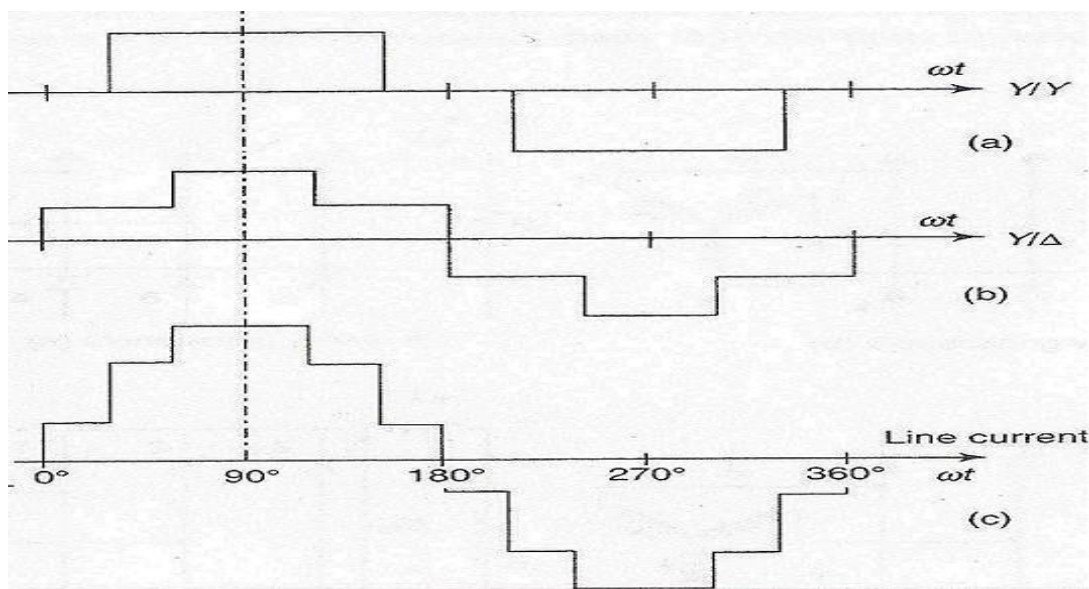 ωt
Y/Y
(a)
ωt
Y/Δ
(b)
Line current
0° 90° 180° 270° 360° ωt
(c)